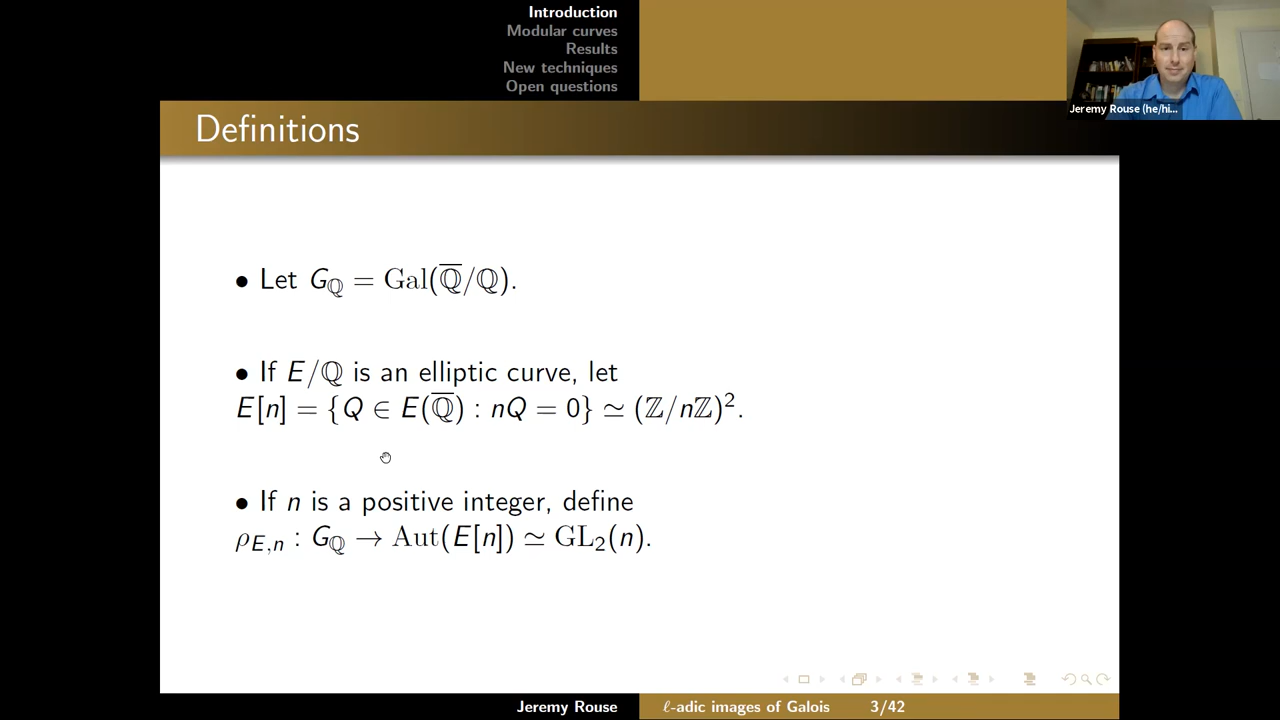 Introduction
Modular curves
Results
New techniques
Open questions
Jeremy Rouse (he/hi...
Definitions
• Let G_ℚ = Gal(ℚ̅/ℚ).
• If E/ℚ is an elliptic curve, let
E[n] = {Q ∈ E(ℚ̅) : nQ = 0} ≃ (ℤ/nℤ)².
• If n is a positive integer, define
ρ_{E,n} : G_ℚ → Aut(E[n]) ≃ GL₂(n).
Jeremy Rouse ℓ-adic images of Galois 3/42